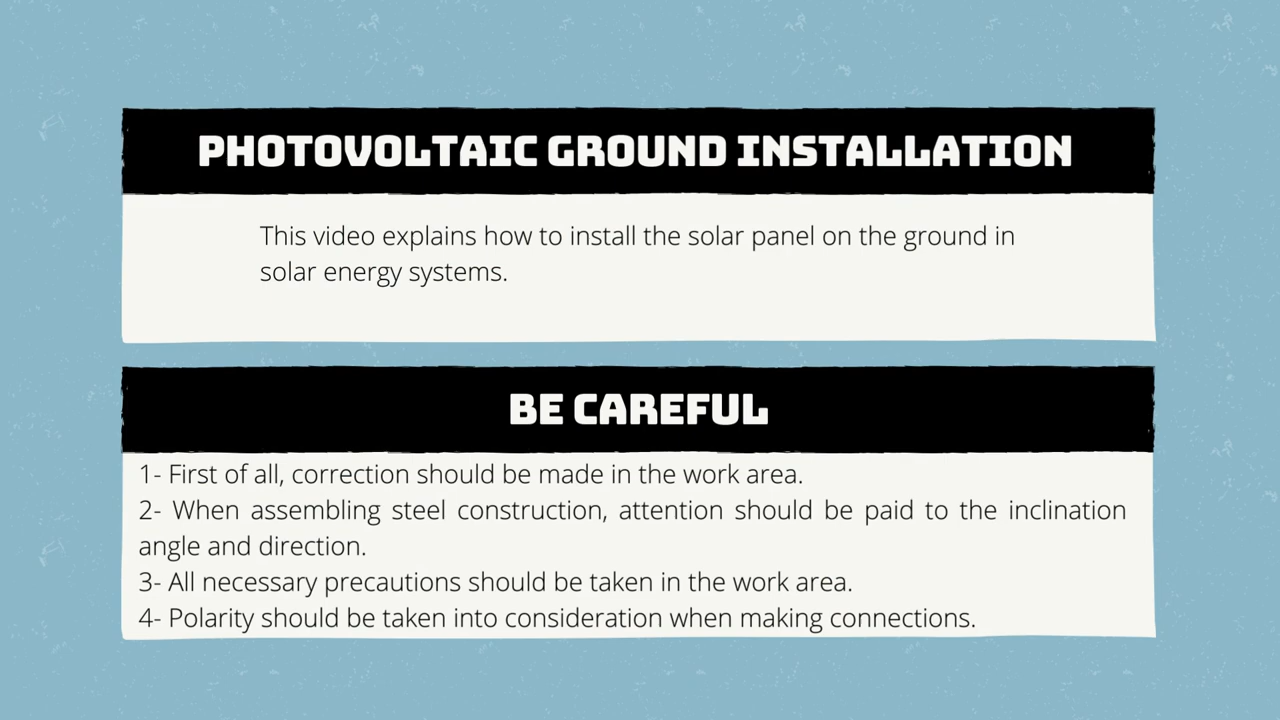 PHOTOVOLTAIC GROUND INSTALLATION
This video explains how to install the solar panel on the ground in
solar energy systems.
BE CAREFUL
1- First of all, correction should be made in the work area.
2- When assembling steel construction, attention should be paid to the inclination
angle and direction.
3- All necessary precautions should be taken in the work area.
4- Polarity should be taken into consideration when making connections.